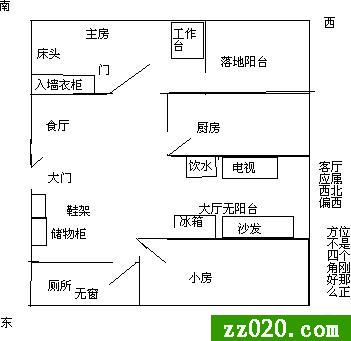 南
西
主房
床头
门
入墙衣柜
工作
台
落地阳台
食厅
厨房
饮水
电视
大门
客厅
应属
西北
偏西
鞋架
储物柜
大厅无阳台
冰箱
沙发
方位
不是
四个
角刚
好那
么正
厕所
无窗
小房
东
zz020.com